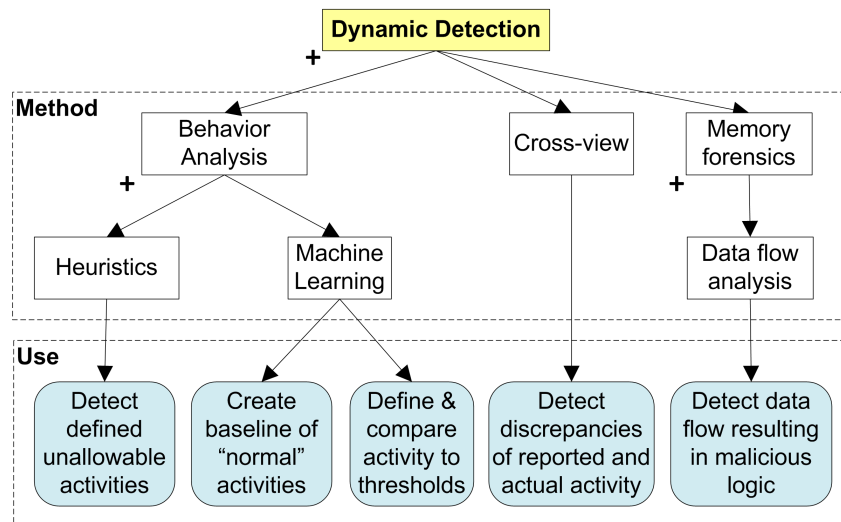 Dynamic Detection
+
Method
Behavior
Analysis
Cross-view
Memory
forensics
+
+
Heuristics
Machine
Learning
Data flow
analysis
Use
Detect
defined
unallowable
activities
Create
baseline of
“normal”
activities
Define &
compare
activity to
thresholds
Detect
discrepancies
of reported and
actual activity
Detect data
flow resulting
in malicious
logic